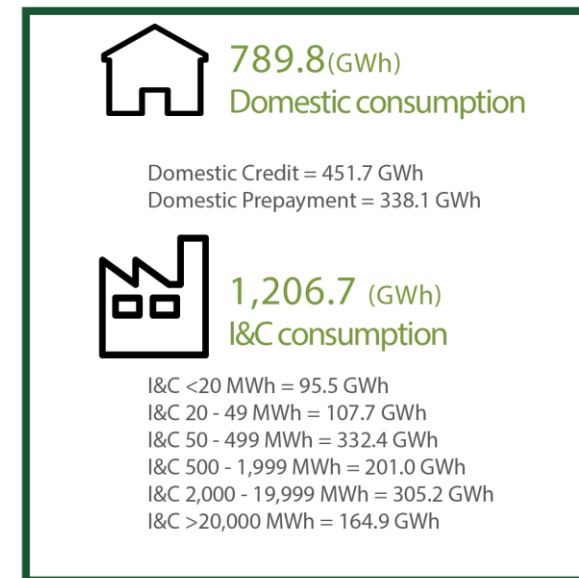 789.8(GWh)
Domestic consumption
Domestic Credit = 451.7 GWh
Domestic Prepayment = 338.1 GWh
1,206.7 (GWh)
I&C consumption
I&C <20 MWh = 95.5 GWh
I&C 20 - 49 MWh = 107.7 GWh
I&C 50 - 499 MWh = 332.4 GWh
I&C 500 - 1,999 MWh = 201.0 GWh
I&C 2,000 - 19,999 MWh = 305.2 GWh
I&C >20,000 MWh = 164.9 GWh